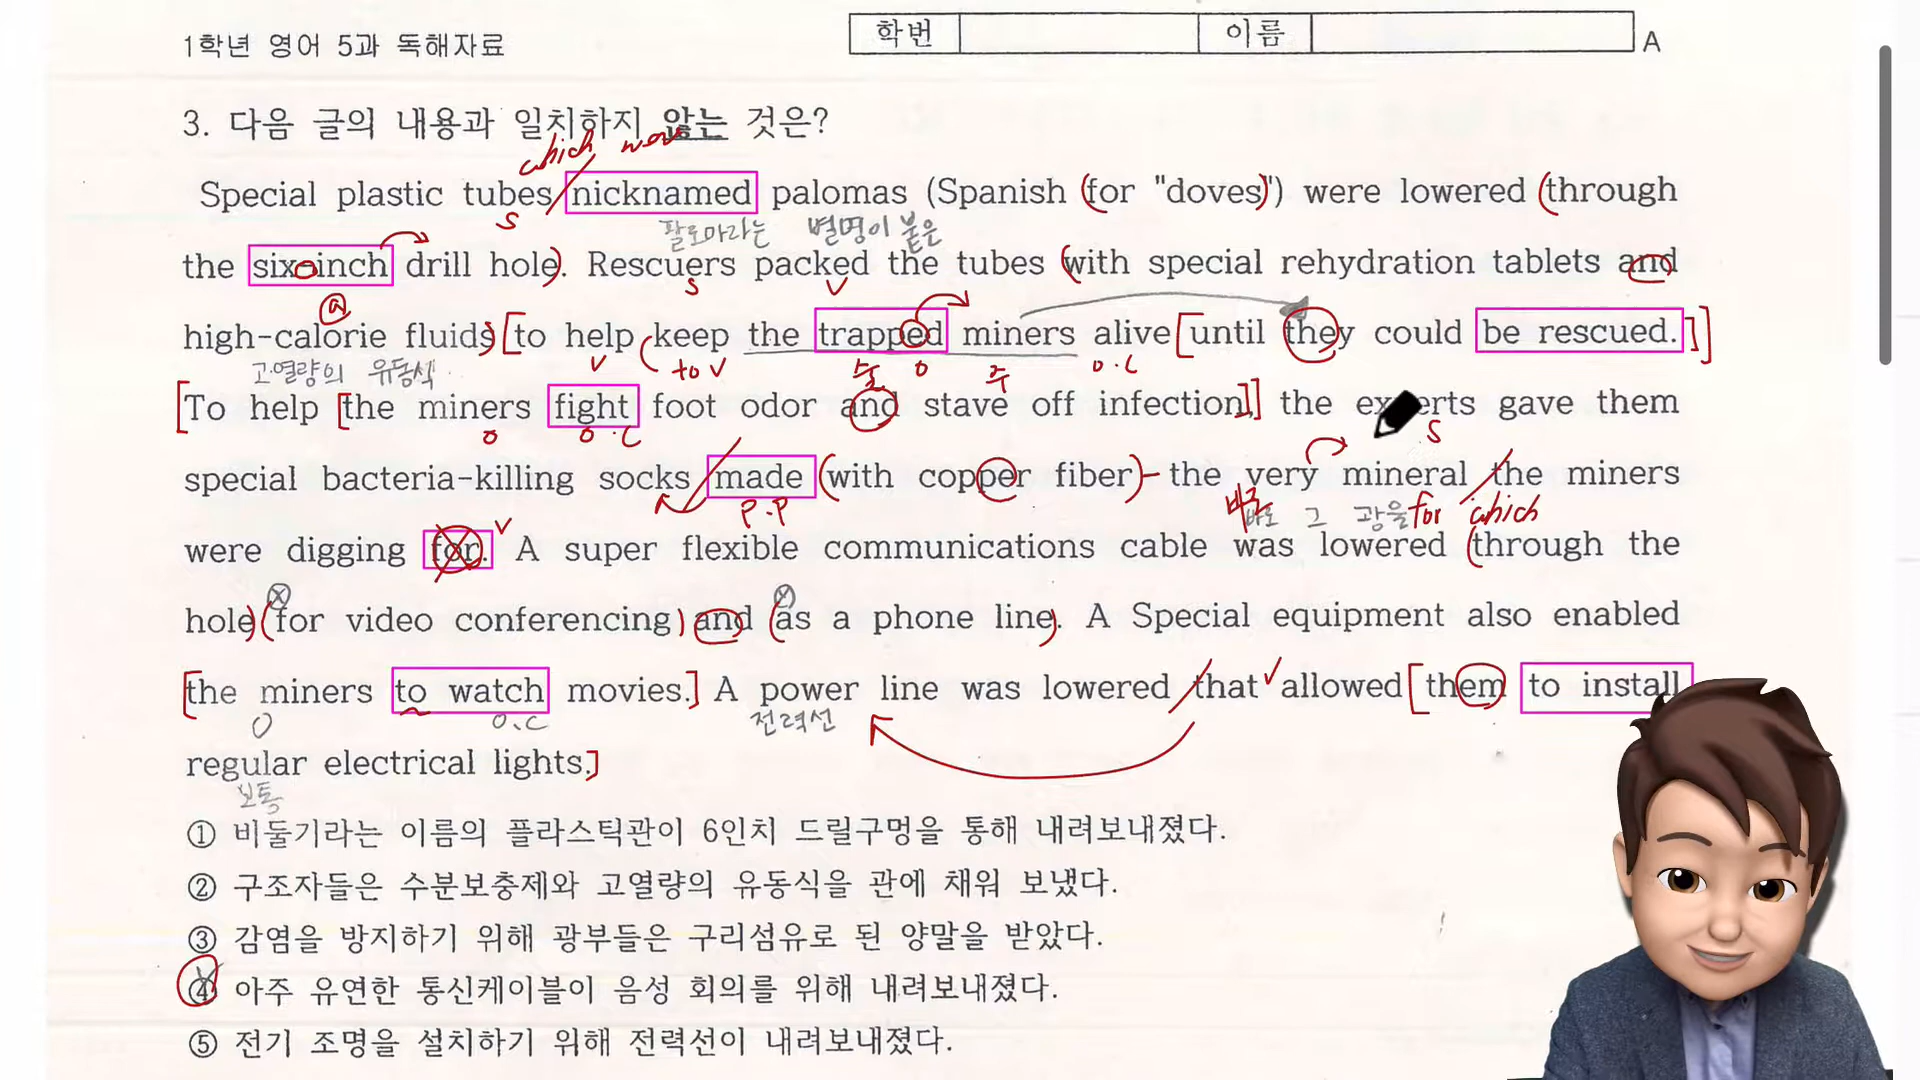 1학년 영어 5과 독해자료
학번 이름 A
3. 다음 글의 내용과 일치하지 않는 것은?
which were
Special plastic tubes nicknamed palomas (Spanish for "doves") were lowered through
S 팔로마라는 별명이 붙은
the six-inch drill hole. Rescuers packed the tubes with special rehydration tablets and
ⓐ S V
high-calorie fluids to help keep the trapped miners alive until they could be rescued.
고열량의 유동식 V to V 술 O 주 O.C
To help the miners fight foot odor and stave off infection, the experts gave them
O O.C S
special bacteria-killing socks made with copper fiber - the very mineral the miners
P.P 바로 바로 그 광물 for which
were digging for. V A super flexible communications cable was lowered through the
hole for video conferencing and as a phone line. A Special equipment also enabled
the miners to watch movies. A power line was lowered that allowed them to install
O O.C 전력선
regular electrical lights.
보통
① 비둘기라는 이름의 플라스틱관이 6인치 드릴구멍을 통해 내려보내졌다.
② 구조자들은 수분보충제와 고열량의 유동식을 관에 채워 보냈다.
③ 감염을 방지하기 위해 광부들은 구리섬유로 된 양말을 받았다.
④ 아주 유연한 통신케이블이 음성 회의를 위해 내려보내졌다.
⑤ 전기 조명을 설치하기 위해 전력선이 내려보내졌다.